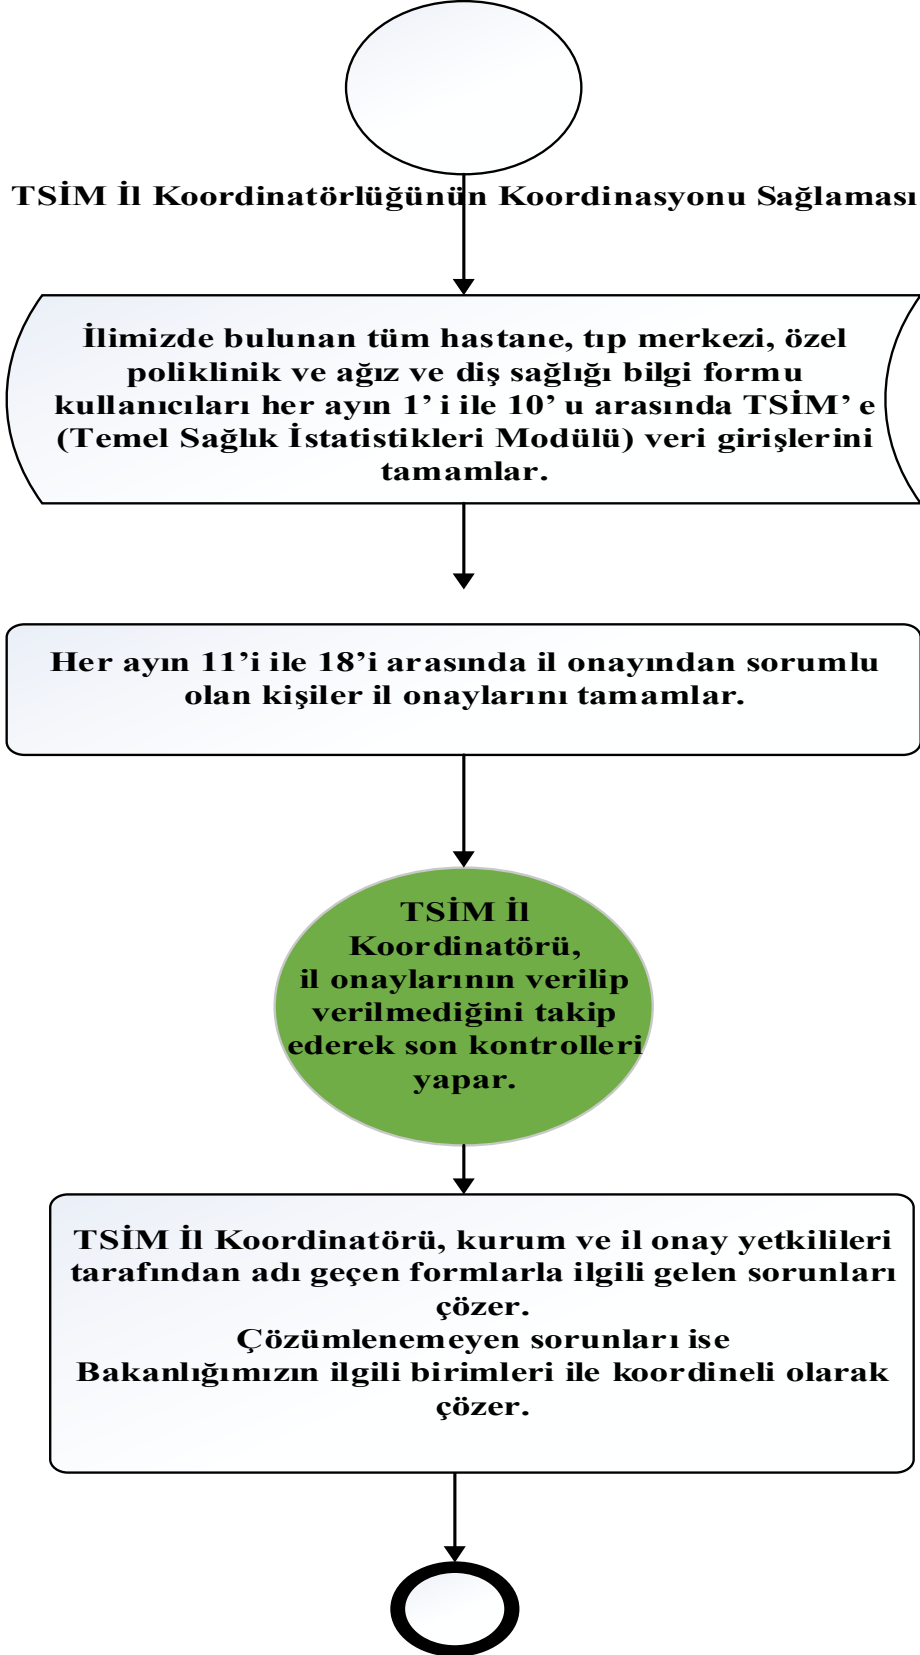 TSİM İl Koordinatörlüğünün Koordinasyonu Sağlaması
İlimizde bulunan tüm hastane, tıp merkezi, özel
poliklinik ve ağız ve diş sağlığı bilgi formu
kullanıcıları her ayın 1’ i ile 10’ u arasında TSİM’ e
(Temel Sağlık İstatistikleri Modülü) veri girişlerini
tamamlar.
Her ayın 11’i ile 18’i arasında il onayından sorumlu
olan kişiler il onaylarını tamamlar.
TSİM İl
Koordinatörü,
il onaylarının verilip
verilmediğini takip
ederek son kontrolleri
yapar.
TSİM İl Koordinatörü, kurum ve il onay yetkilileri
tarafından adı geçen formlarla ilgili gelen sorunları
çözer.
Çözümlenemeyen sorunları ise
Bakanlığımızın ilgili birimleri ile koordineli olarak
çözer.